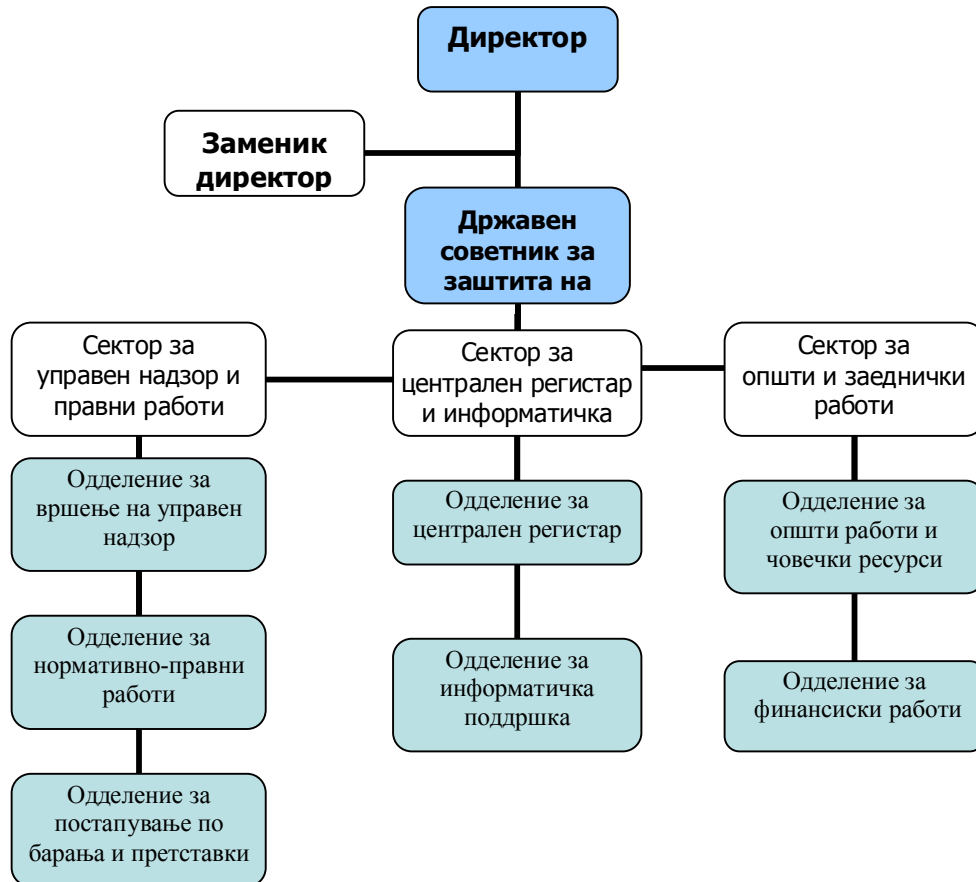 Директор
Заменик
директор
Државен
советник за
заштита на
Сектор за
управен надзор и
правни работи
Сектор за
централен регистар
и информатичка
Сектор за
општи и заеднички
работи
Одделение за
вршење на управен
надзор
Одделение за
централен регистар
Одделение за
општи работи и
човечки ресурси
Одделение за
нормативно-правни
работи
Одделение за
информатичка
поддршка
Одделение за
финансиски работи
Одделение за
постапување по
барања и претставки